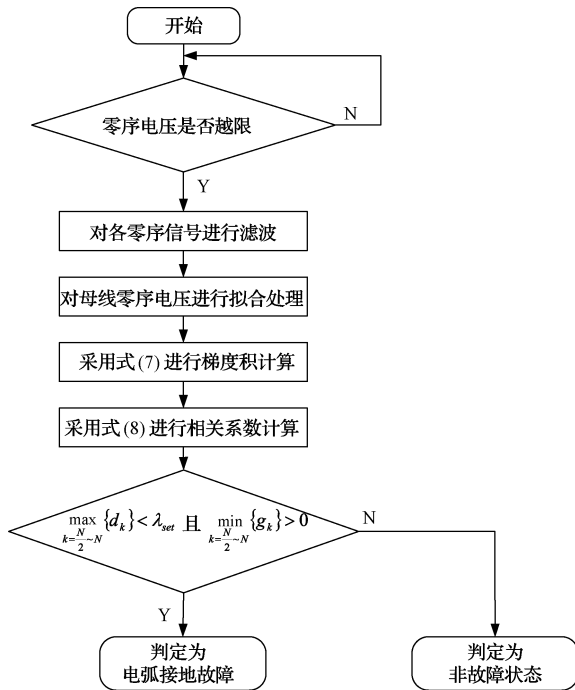 开始
零序电压是否越限
N
Y
对各零序信号进行滤波
对母线零序电压进行拟合处理
采用式(7)进行梯度积计算
采用式(8)进行相关系数计算
max{d_k}<λ_set 且 min{g_k}>0
k=N/2~N k=N/2~N
N
Y
判定为
电弧接地故障
判定为
非故障状态